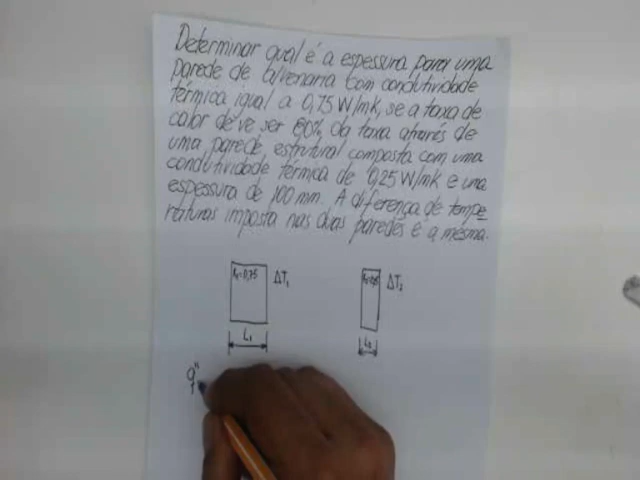 Determinar qual é a espessura para uma
parede de alvenaria com condutividade
térmica igual a 0,75 W/mK, se a taxa de
calor deve ser 80% da taxa através de
uma parede estrutural composta com uma
condutividade térmica de 0,25 W/mK e uma
espessura de 100 mm. A diferença de tempe
raturas imposta nas duas paredes é a mesma.
K₁=0,75 ΔT₁ ΔT₂
L₁ L₂
q"